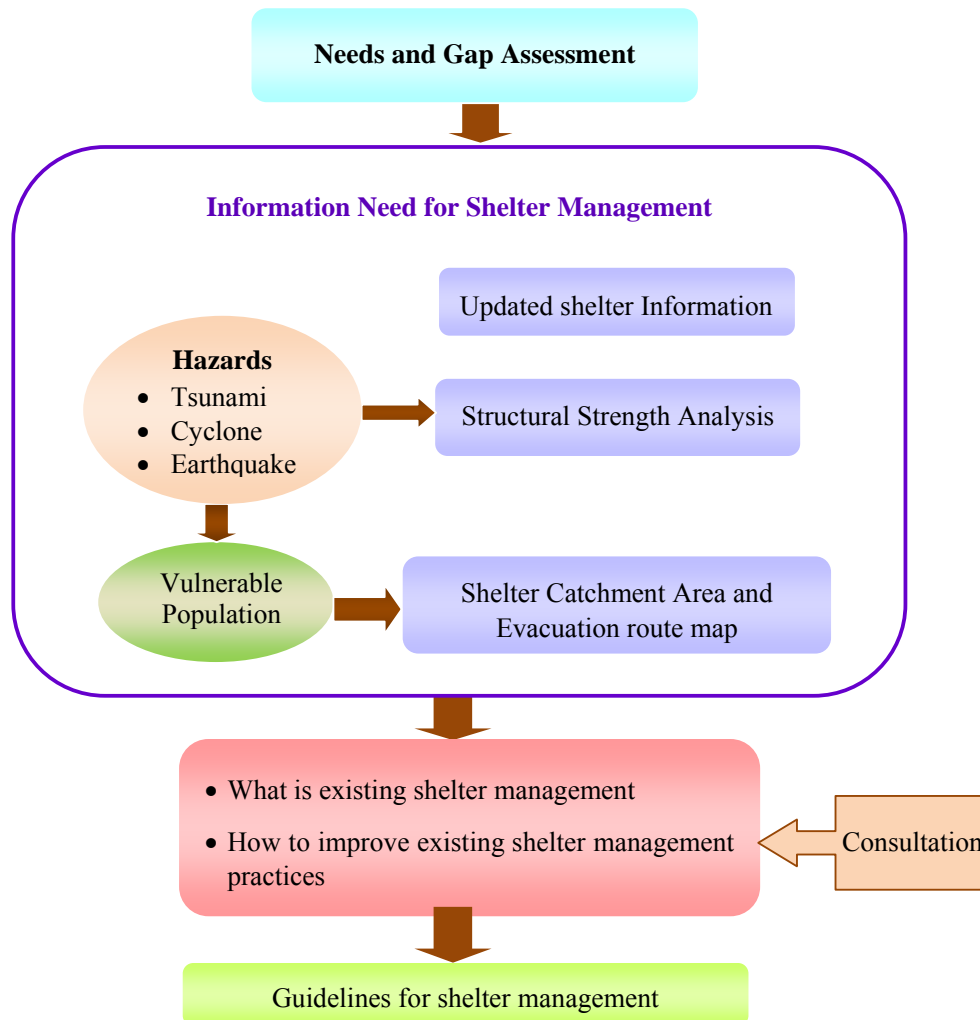 Needs and Gap Assessment
Information Need for Shelter Management
Updated shelter Information
Hazards
• Tsunami
• Cyclone
• Earthquake
Structural Strength Analysis
Vulnerable
Population
Shelter Catchment Area and
Evacuation route map
• What is existing shelter management
• How to improve existing shelter management
practices
Consultation
Guidelines for shelter management